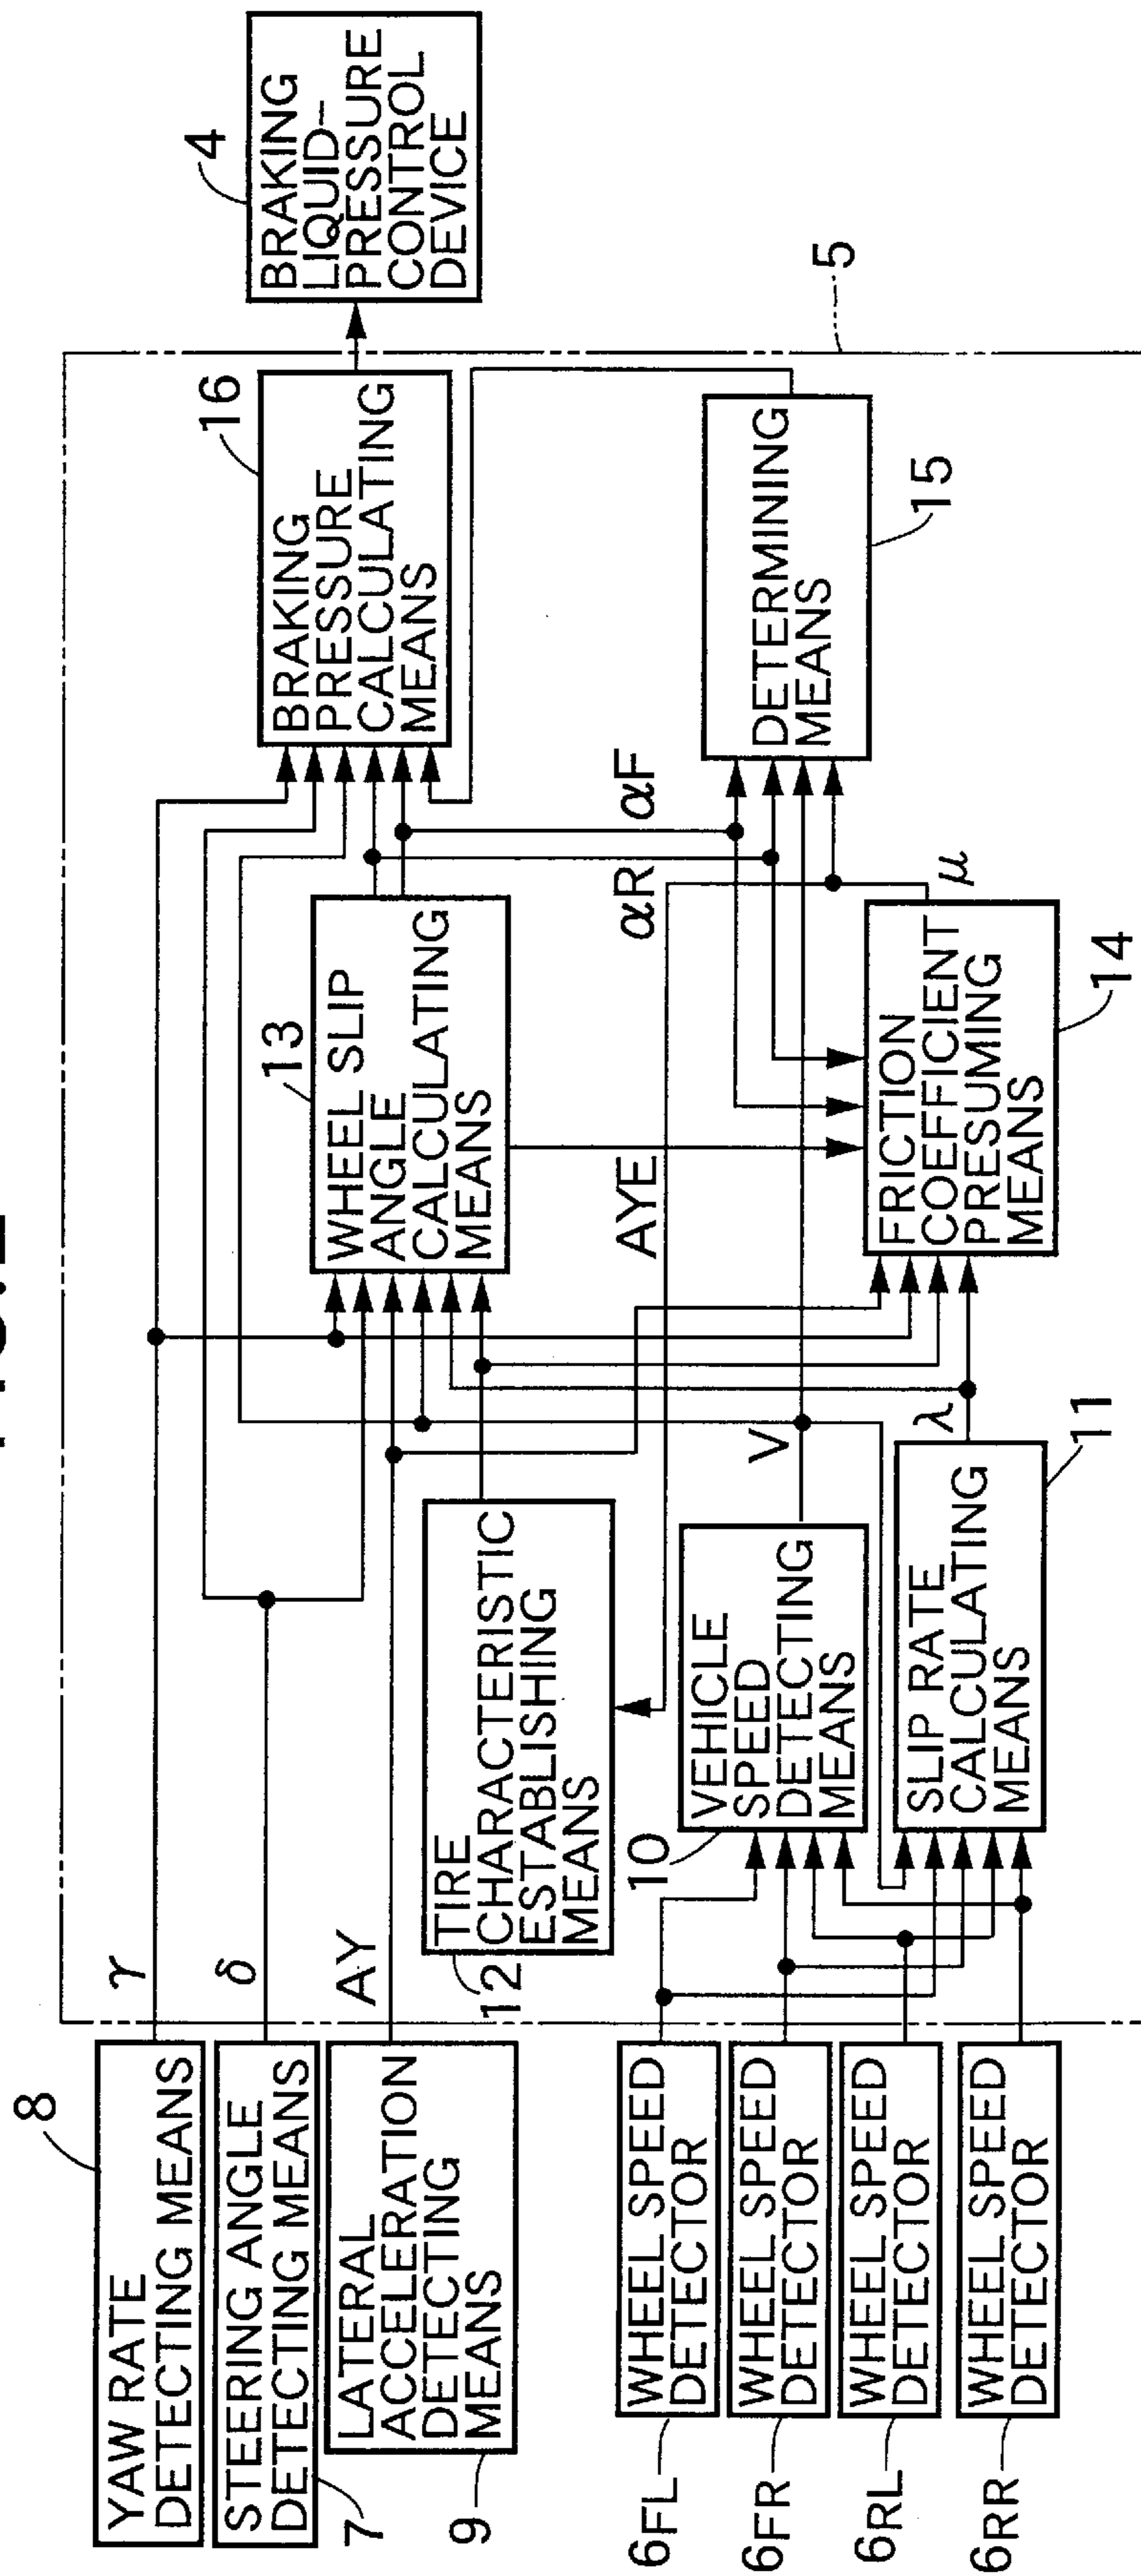 8
YAW RATE
DETECTING MEANS
γ
STEERING ANGLE
DETECTING MEANS
7
δ
LATERAL
ACCELERATION
DETECTING
MEANS
9
AY
WHEEL SPEED
DETECTOR
6FL
WHEEL SPEED
DETECTOR
6FR
WHEEL SPEED
DETECTOR
6RL
WHEEL SPEED
DETECTOR
6RR
TIRE
CHARACTERISTIC
ESTABLISHING
MEANS
12
VEHICLE
SPEED
DETECTING
MEANS
10
V
SLIP RATE
CALCULATING
MEANS
11
λ
13
WHEEL SLIP
ANGLE
CALCULATING
MEANS
AYE
αR
αF
FRICTION
COEFFICIENT
PRESUMING
MEANS
14
μ
16
BRAKING
PRESSURE
CALCULATING
MEANS
DETERMINING
MEANS
15
4
BRAKING
LIQUID-
PRESSURE
CONTROL
DEVICE
5